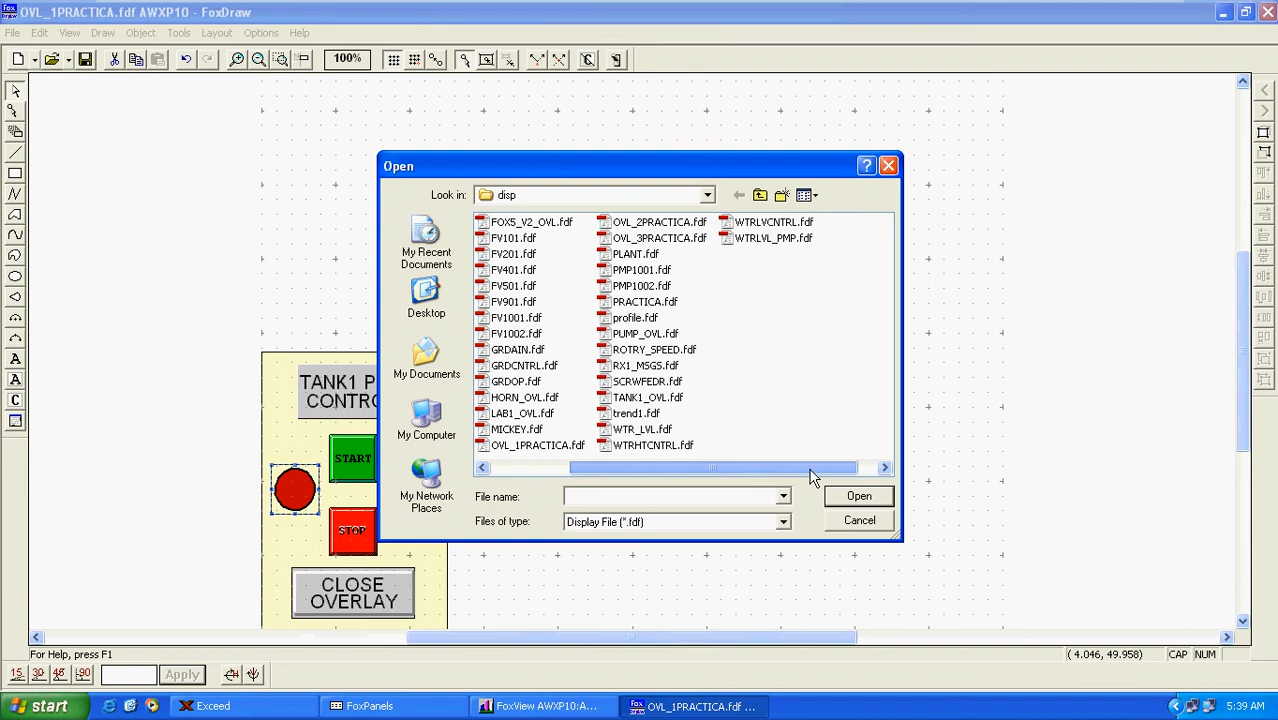 OVL_1PRACTICA.fdf AWXP10 - FoxDraw
File Edit View Draw Object Tools Layout Options Help
100%
Open
Look in: disp
My Recent Documents
Desktop
My Documents
My Computer
My Network Places
FOX5_V2_OVL.fdf
FV101.fdf
FV201.fdf
FV401.fdf
FV501.fdf
FV901.fdf
FV1001.fdf
FV1002.fdf
GRDAIN.fdf
GRDCNTRL.fdf
GRDOP.fdf
HORN_OVL.fdf
LAB1_OVL.fdf
MICKEY.fdf
OVL_1PRACTICA.fdf
OVL_2PRACTICA.fdf
OVL_3PRACTICA.fdf
PLANT.fdf
PMP1001.fdf
PMP1002.fdf
PRACTICA.fdf
profile.fdf
PUMP_OVL.fdf
ROTRY_SPEED.fdf
RX1_MSGS.fdf
SCRWFEDR.fdf
TANK1_OVL.fdf
trend1.fdf
WTR_LVL.fdf
WTRHTCNTRL.fdf
WTRLVCNTRL.fdf
WTRLVL_PMP.fdf
File name:
Open
Files of type: Display File (*.fdf)
Cancel
TANK1 P
CONTR
START
STOP
CLOSE
OVERLAY
For Help, press F1
( 4.046, 49.958) CAP NUM
15 30 45 90 Apply
start Exceed FoxPanels FoxView AWXP10:A... OVL_1PRACTICA.fdf ... 5:39 AM